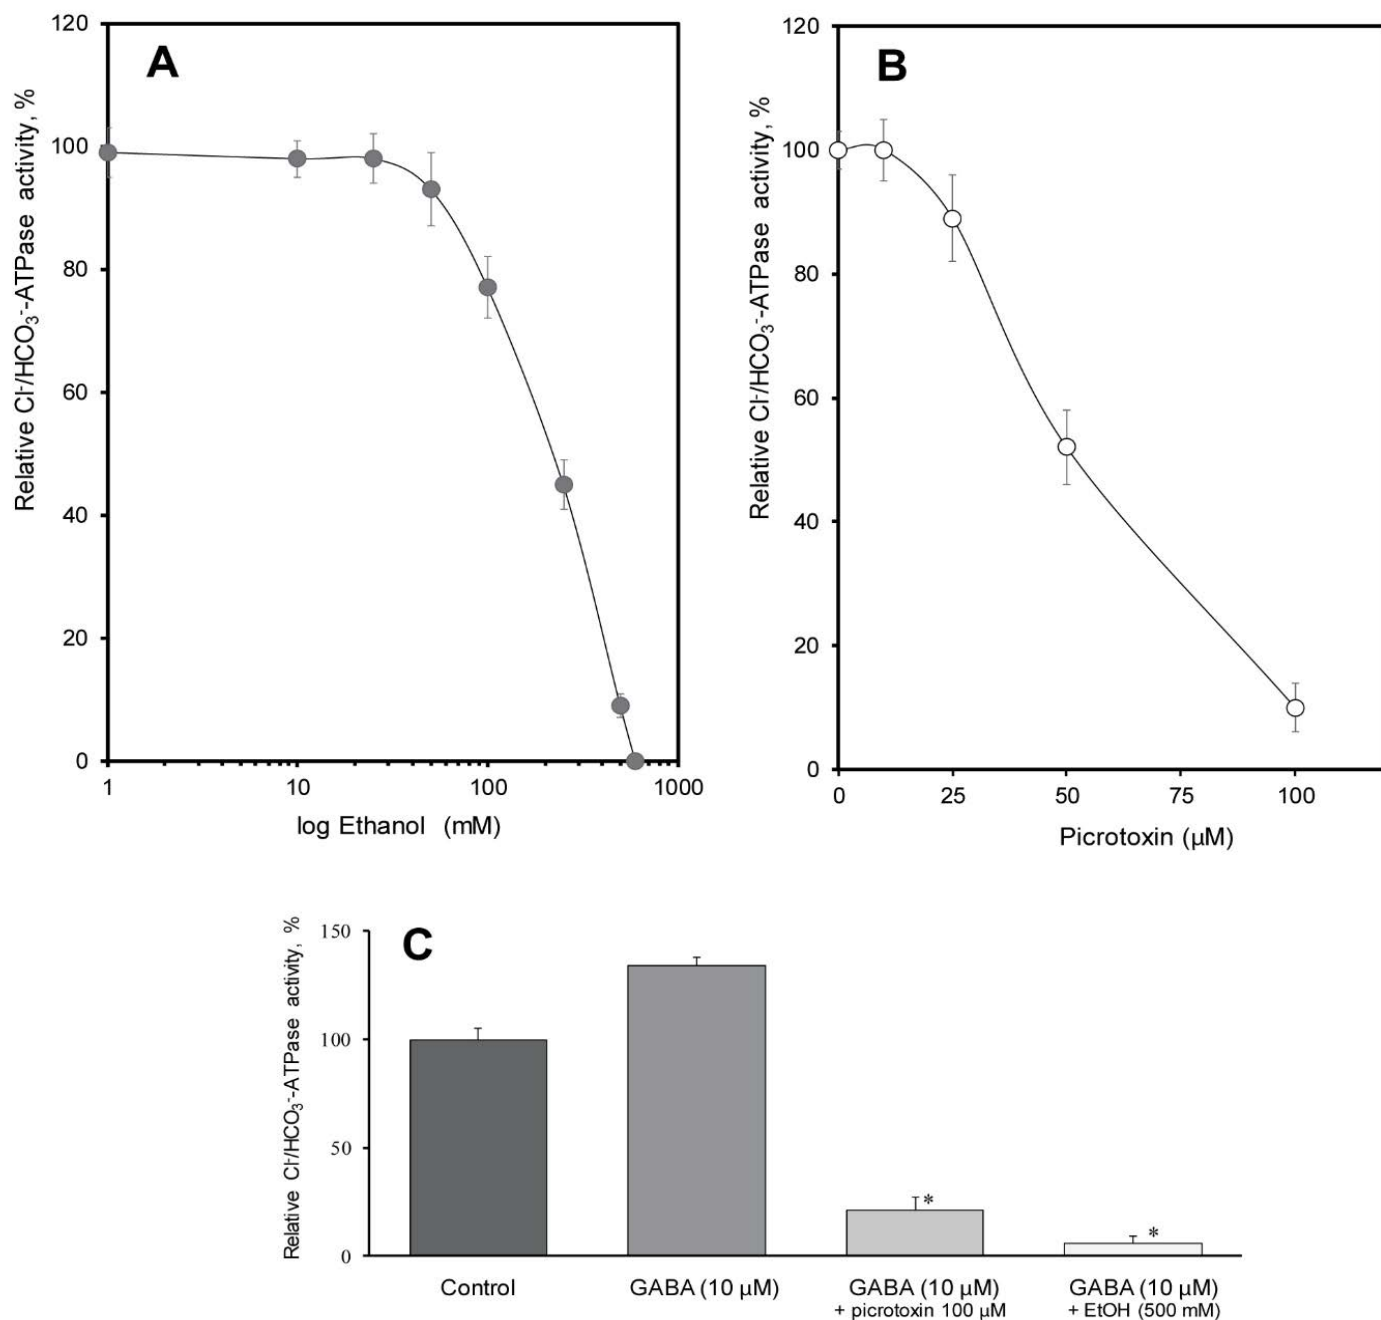 A
Relative Cl⁻/HCO₃⁻-ATPase activity, %
120
100
80
60
40
20
0
1 10 100 1000
log Ethanol (mM)
B
Relative Cl⁻/HCO₃⁻-ATPase activity, %
120
100
80
60
40
20
0
0 25 50 75 100
Picrotoxin (µM)
C
Relative Cl⁻/HCO₃⁻-ATPase activity, %
150
100
50
0
* *
Control GABA (10 µM) GABA (10 µM) GABA (10 µM)
+ picrotoxin 100 µM + EtOH (500 mM)